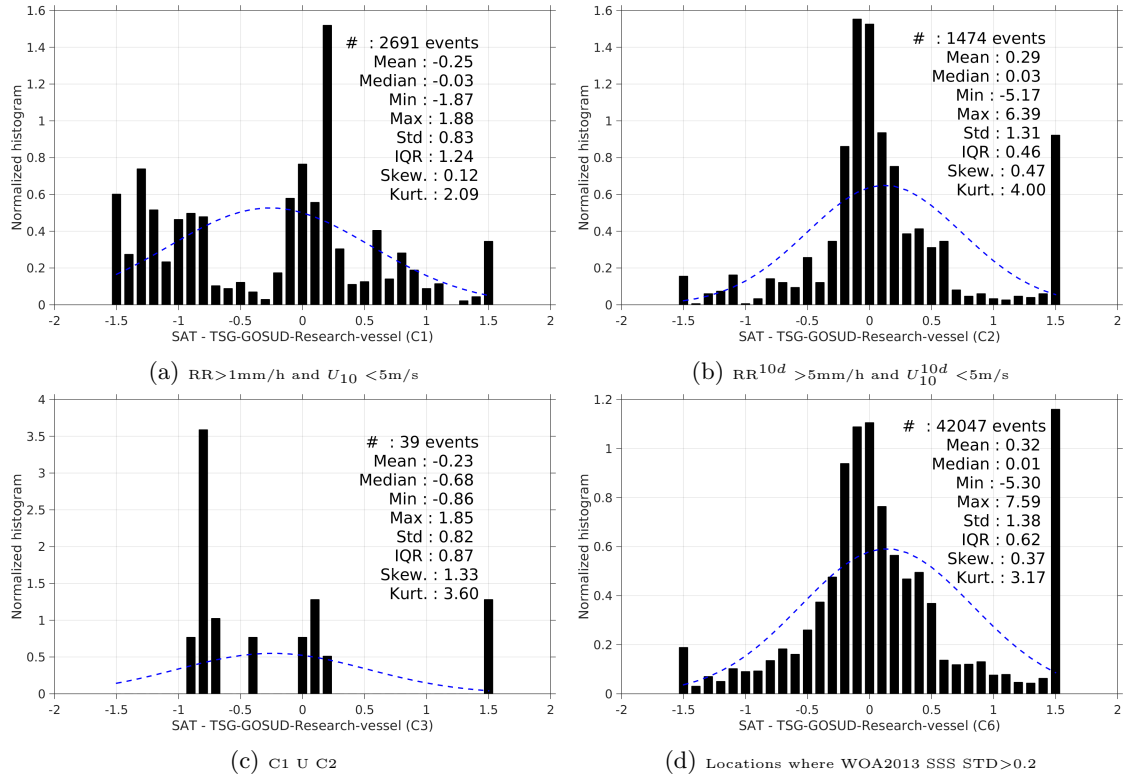 1.6
1.4
1.2
1
0.8
0.6
0.4
0.2
0
Normalized histogram
# : 2691 events
Mean : -0.25
Median : -0.03
Min : -1.87
Max : 1.88
Std : 0.83
IQR : 1.24
Skew. : 0.12
Kurt. : 2.09
-2 -1.5 -1 -0.5 0 0.5 1 1.5 2
SAT - TSG-GOSUD-Research-vessel (C1)
(a) RR>1mm/h and U10 <5m/s
1.6
1.4
1.2
1
0.8
0.6
0.4
0.2
0
Normalized histogram
# : 1474 events
Mean : 0.29
Median : 0.03
Min : -5.17
Max : 6.39
Std : 1.31
IQR : 0.46
Skew. : 0.47
Kurt. : 4.00
-2 -1.5 -1 -0.5 0 0.5 1 1.5 2
SAT - TSG-GOSUD-Research-vessel (C2)
(b) RR10d >5mm/h and U10 10d <5m/s
4
3.5
3
2.5
2
1.5
1
0.5
0
Normalized histogram
# : 39 events
Mean : -0.23
Median : -0.68
Min : -0.86
Max : 1.85
Std : 0.82
IQR : 0.87
Skew. : 1.33
Kurt. : 3.60
-2 -1.5 -1 -0.5 0 0.5 1 1.5 2
SAT - TSG-GOSUD-Research-vessel (C3)
(c) C1 U C2
1.2
1
0.8
0.6
0.4
0.2
0
Normalized histogram
# : 42047 events
Mean : 0.32
Median : 0.01
Min : -5.30
Max : 7.59
Std : 1.38
IQR : 0.62
Skew. : 0.37
Kurt. : 3.17
-2 -1.5 -1 -0.5 0 0.5 1 1.5 2
SAT - TSG-GOSUD-Research-vessel (C6)
(d) Locations where WOA2013 SSS STD>0.2